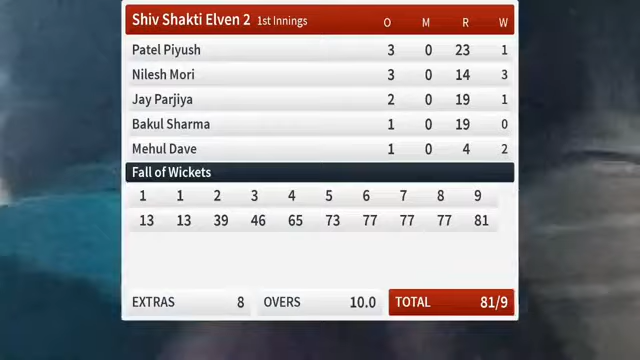 Shiv Shakti Elven 2 1st Innings O M R W
Patel Piyush 3 0 23 1
Nilesh Mori 3 0 14 3
Jay Parjiya 2 0 19 1
Bakul Sharma 1 0 19 0
Mehul Dave 1 0 4 2
Fall of Wickets
1 1 2 3 4 5 6 7 8 9
13 13 39 46 65 73 77 77 77 81
EXTRAS 8 OVERS 10.0 TOTAL 81/9